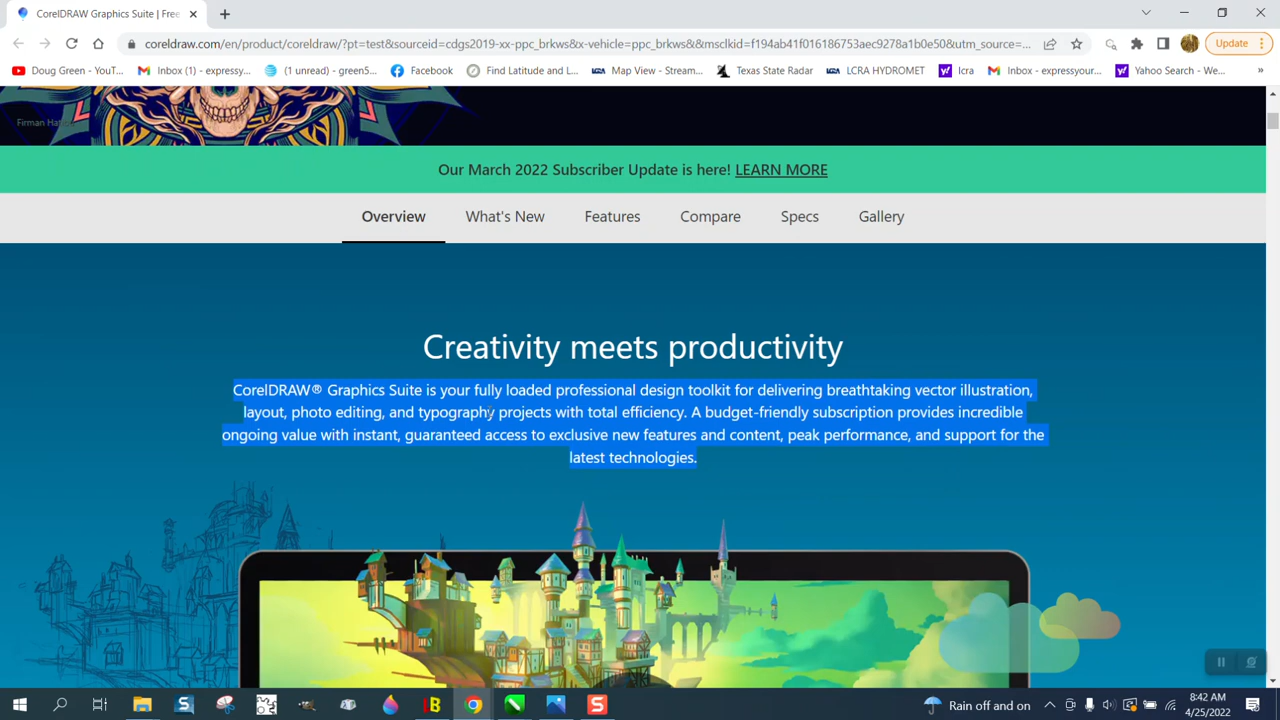 CorelDRAW Graphics Suite | Free
coreldraw.com/en/product/coreldraw/?pt=test&sourceid=cdgs2019-xx-ppc_brkws&x-vehicle=ppc_brkws&&msclkid=f194ab41f016186753aec9278a1b0e50&utm_source=...
Update
Doug Green - YouT...
Inbox (1) - expressy...
(1 unread) - green5...
Facebook
Find Latitude and L...
Map View - Stream...
Texas State Radar
LCRA HYDROMET
lcra
Inbox - expressyour...
Yahoo Search - We...
»
Firman
Our March 2022 Subscriber Update is here! LEARN MORE
Overview What's New Features Compare Specs Gallery
Creativity meets productivity
CorelDRAW® Graphics Suite is your fully loaded professional design toolkit for delivering breathtaking vector illustration,
layout, photo editing, and typography projects with total efficiency. A budget-friendly subscription provides incredible
ongoing value with instant, guaranteed access to exclusive new features and content, peak performance, and support for the
latest technologies.
Rain off and on
8:42 AM
4/25/2022